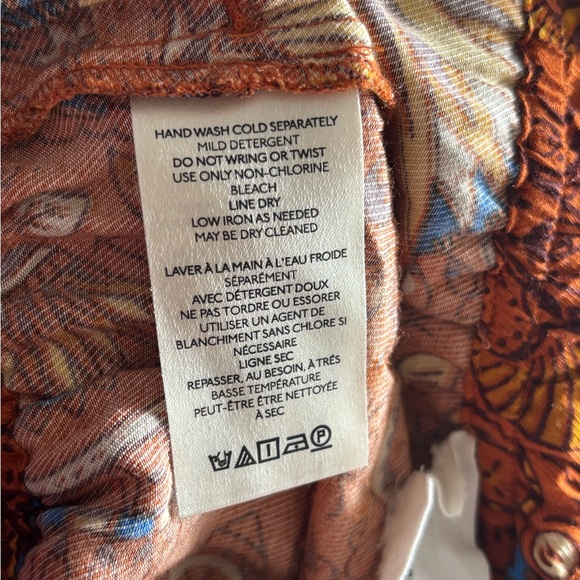 HAND WASH COLD SEPARATELY
MILD DETERGENT
DO NOT WRING OR TWIST
USE ONLY NON-CHLORINE
BLEACH
LINE DRY
LOW IRON AS NEEDED
MAY BE DRY CLEANED
LAVER À LA MAIN À L'EAU FROIDE
SÉPARÉMENT
AVEC DÉTERGENT DOUX
NE PAS TORDRE OU ESSORER
UTILISER UN AGENT DE
BLANCHIMENT SANS CHLORE SI
NÉCESSAIRE
LIGNE SEC
REPASSER, AU BESOIN, À TRÉS
BASSE TEMPÉRATURE
PEUT-ÊTRE ÊTRE NETTOYÉE
À SEC
P